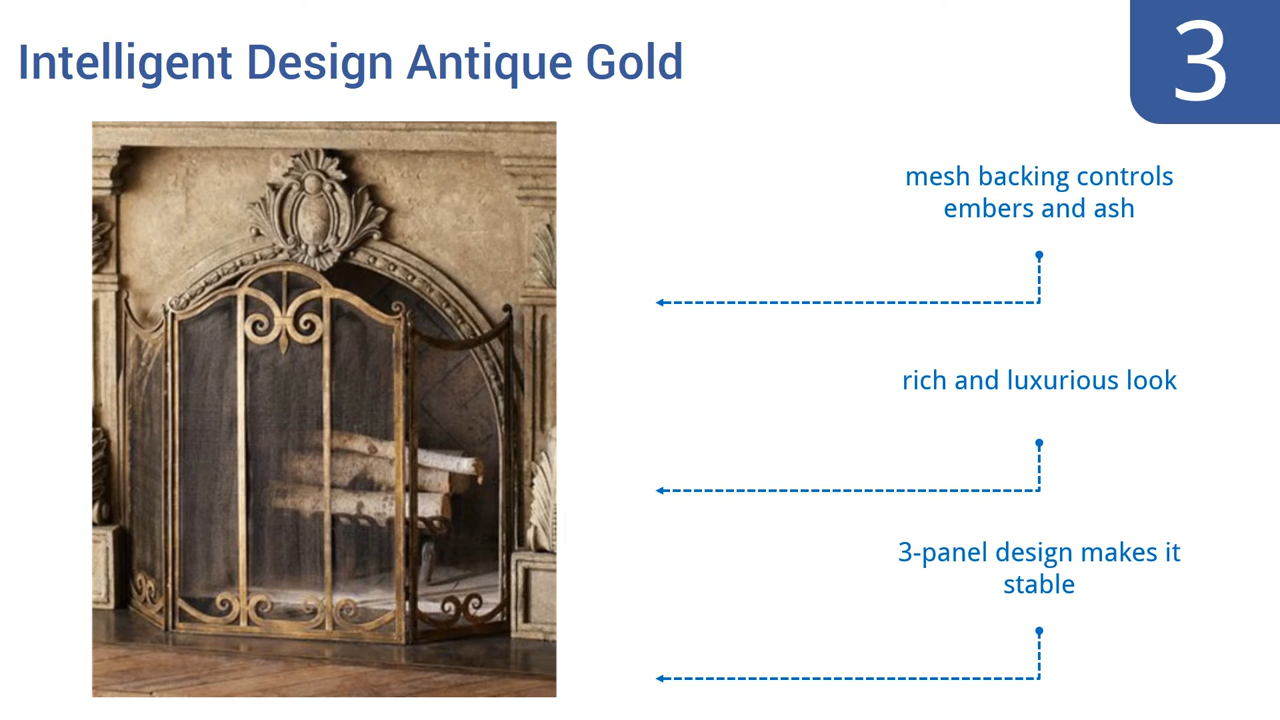 Intelligent Design Antique Gold
3
mesh backing controls
embers and ash
rich and luxurious look
3-panel design makes it
stable